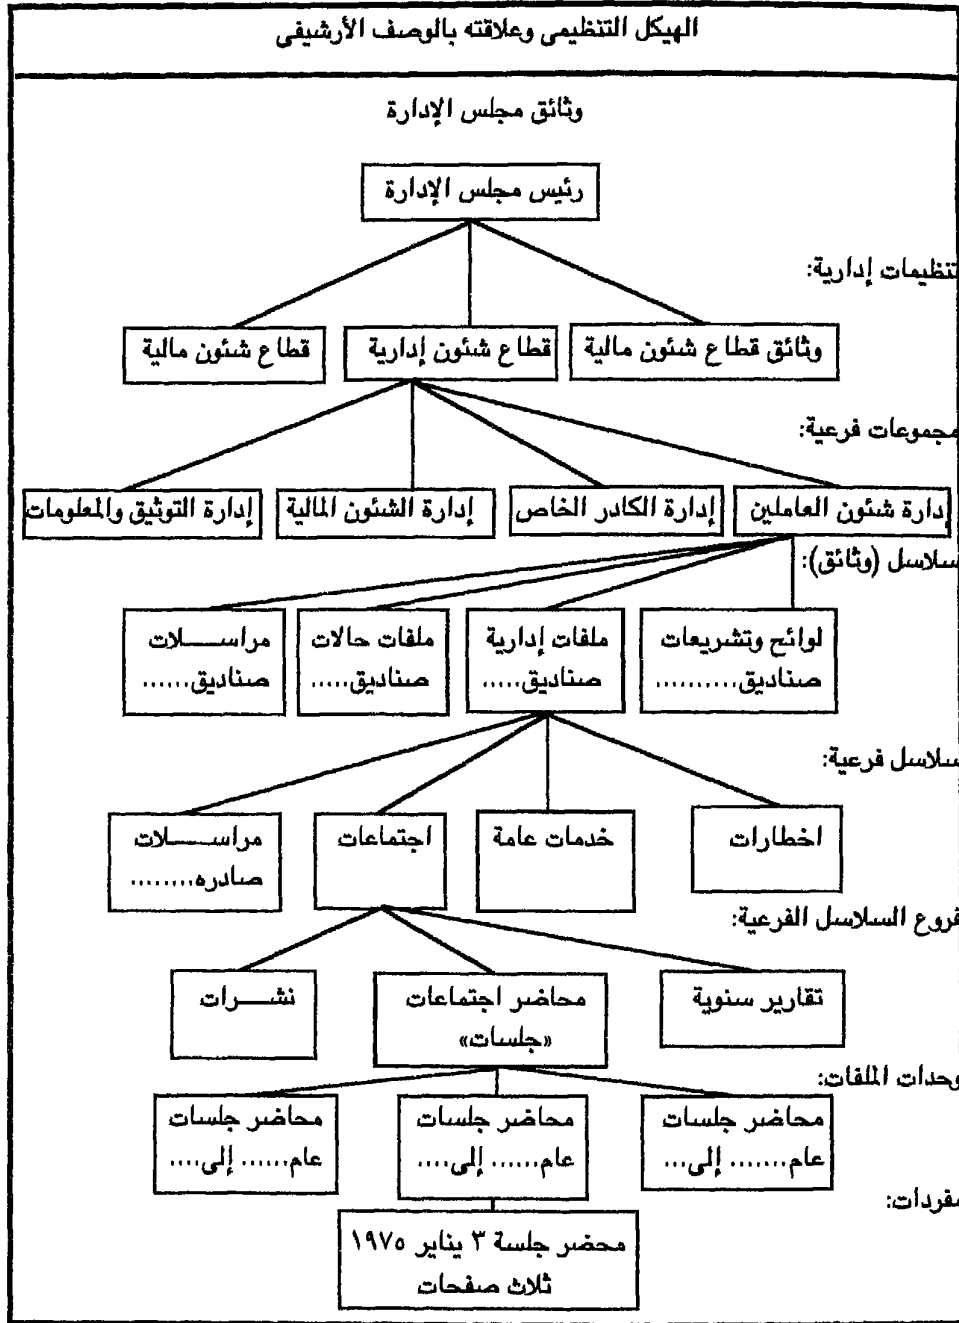 الهيكل التنظيمى وعلاقته بالوصف الأرشيفى
وثائق مجلس الإدارة
رئيس مجلس الإدارة
تنظيمات إدارية:
وثائق قطاع شئون مالية
قطاع شئون إدارية
قطاع شئون مالية
مجموعات فرعية:
إدارة شئون العاملين
إدارة الكادر الخاص
إدارة الشئون المالية
إدارة التوثيق والمعلومات
سلاسل (وثائق):
لوائح وتشريعات
صناديق..........
ملفات إدارية
صناديق.....
ملفات حالات
صناديق.....
مراســـلات
صناديق......
سلاسل فرعية:
اخطارات
خدمات عامة
اجتماعات
مراســـلات
صادره........
فروع السلاسل الفرعية:
تقارير سنوية
محاضر اجتماعات
«جلسات»
نشـــرات
وحدات الملفات:
محاضر جلسات
عام....... إلى...
محاضر جلسات
عام...... إلى....
محاضر جلسات
عام...... إلى....
مفردات:
محضر جلسة ٣ يناير ١٩٧٥
ثلاث صفحات